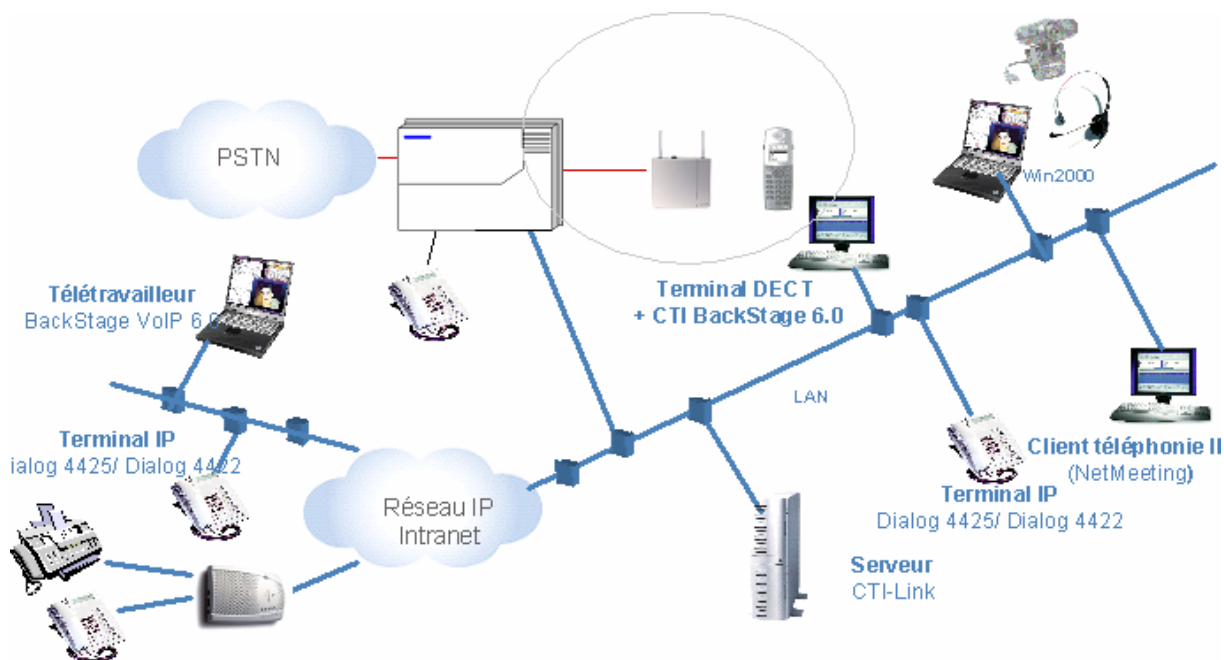 PSTN
Win2000
Télétravailleur
BackStage VoIP 6.0
Terminal DECT
+ CTI BackStage 6.0
LAN
Terminal IP
ialog 4425/ Dialog 4422
Réseau IP
Intranet
Client téléphonie II
(NetMeeting)
Terminal IP
Dialog 4425/ Dialog 4422
Serveur
CTI-Link